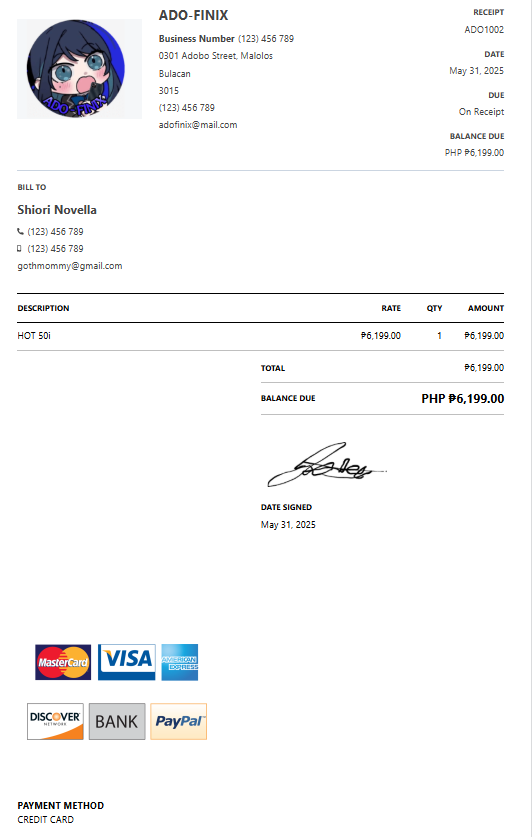 ADO-FINIX
ADO-FINIX
Business Number (123) 456 789
0301 Adobo Street, Malolos
Bulacan
3015
(123) 456 789
adofinix@mail.com
RECEIPT
ADO1002
DATE
May 31, 2025
DUE
On Receipt
BALANCE DUE
PHP ₱6,199.00
BILL TO
Shiori Novella
(123) 456 789
(123) 456 789
gothmommy@gmail.com
DESCRIPTION RATE QTY AMOUNT
HOT 50i ₱6,199.00 1 ₱6,199.00
TOTAL ₱6,199.00
BALANCE DUE PHP ₱6,199.00
DATE SIGNED
May 31, 2025
MasterCard VISA AMERICAN EXPRESS
DISCOVER NETWORK BANK PayPal
PAYMENT METHOD
CREDIT CARD